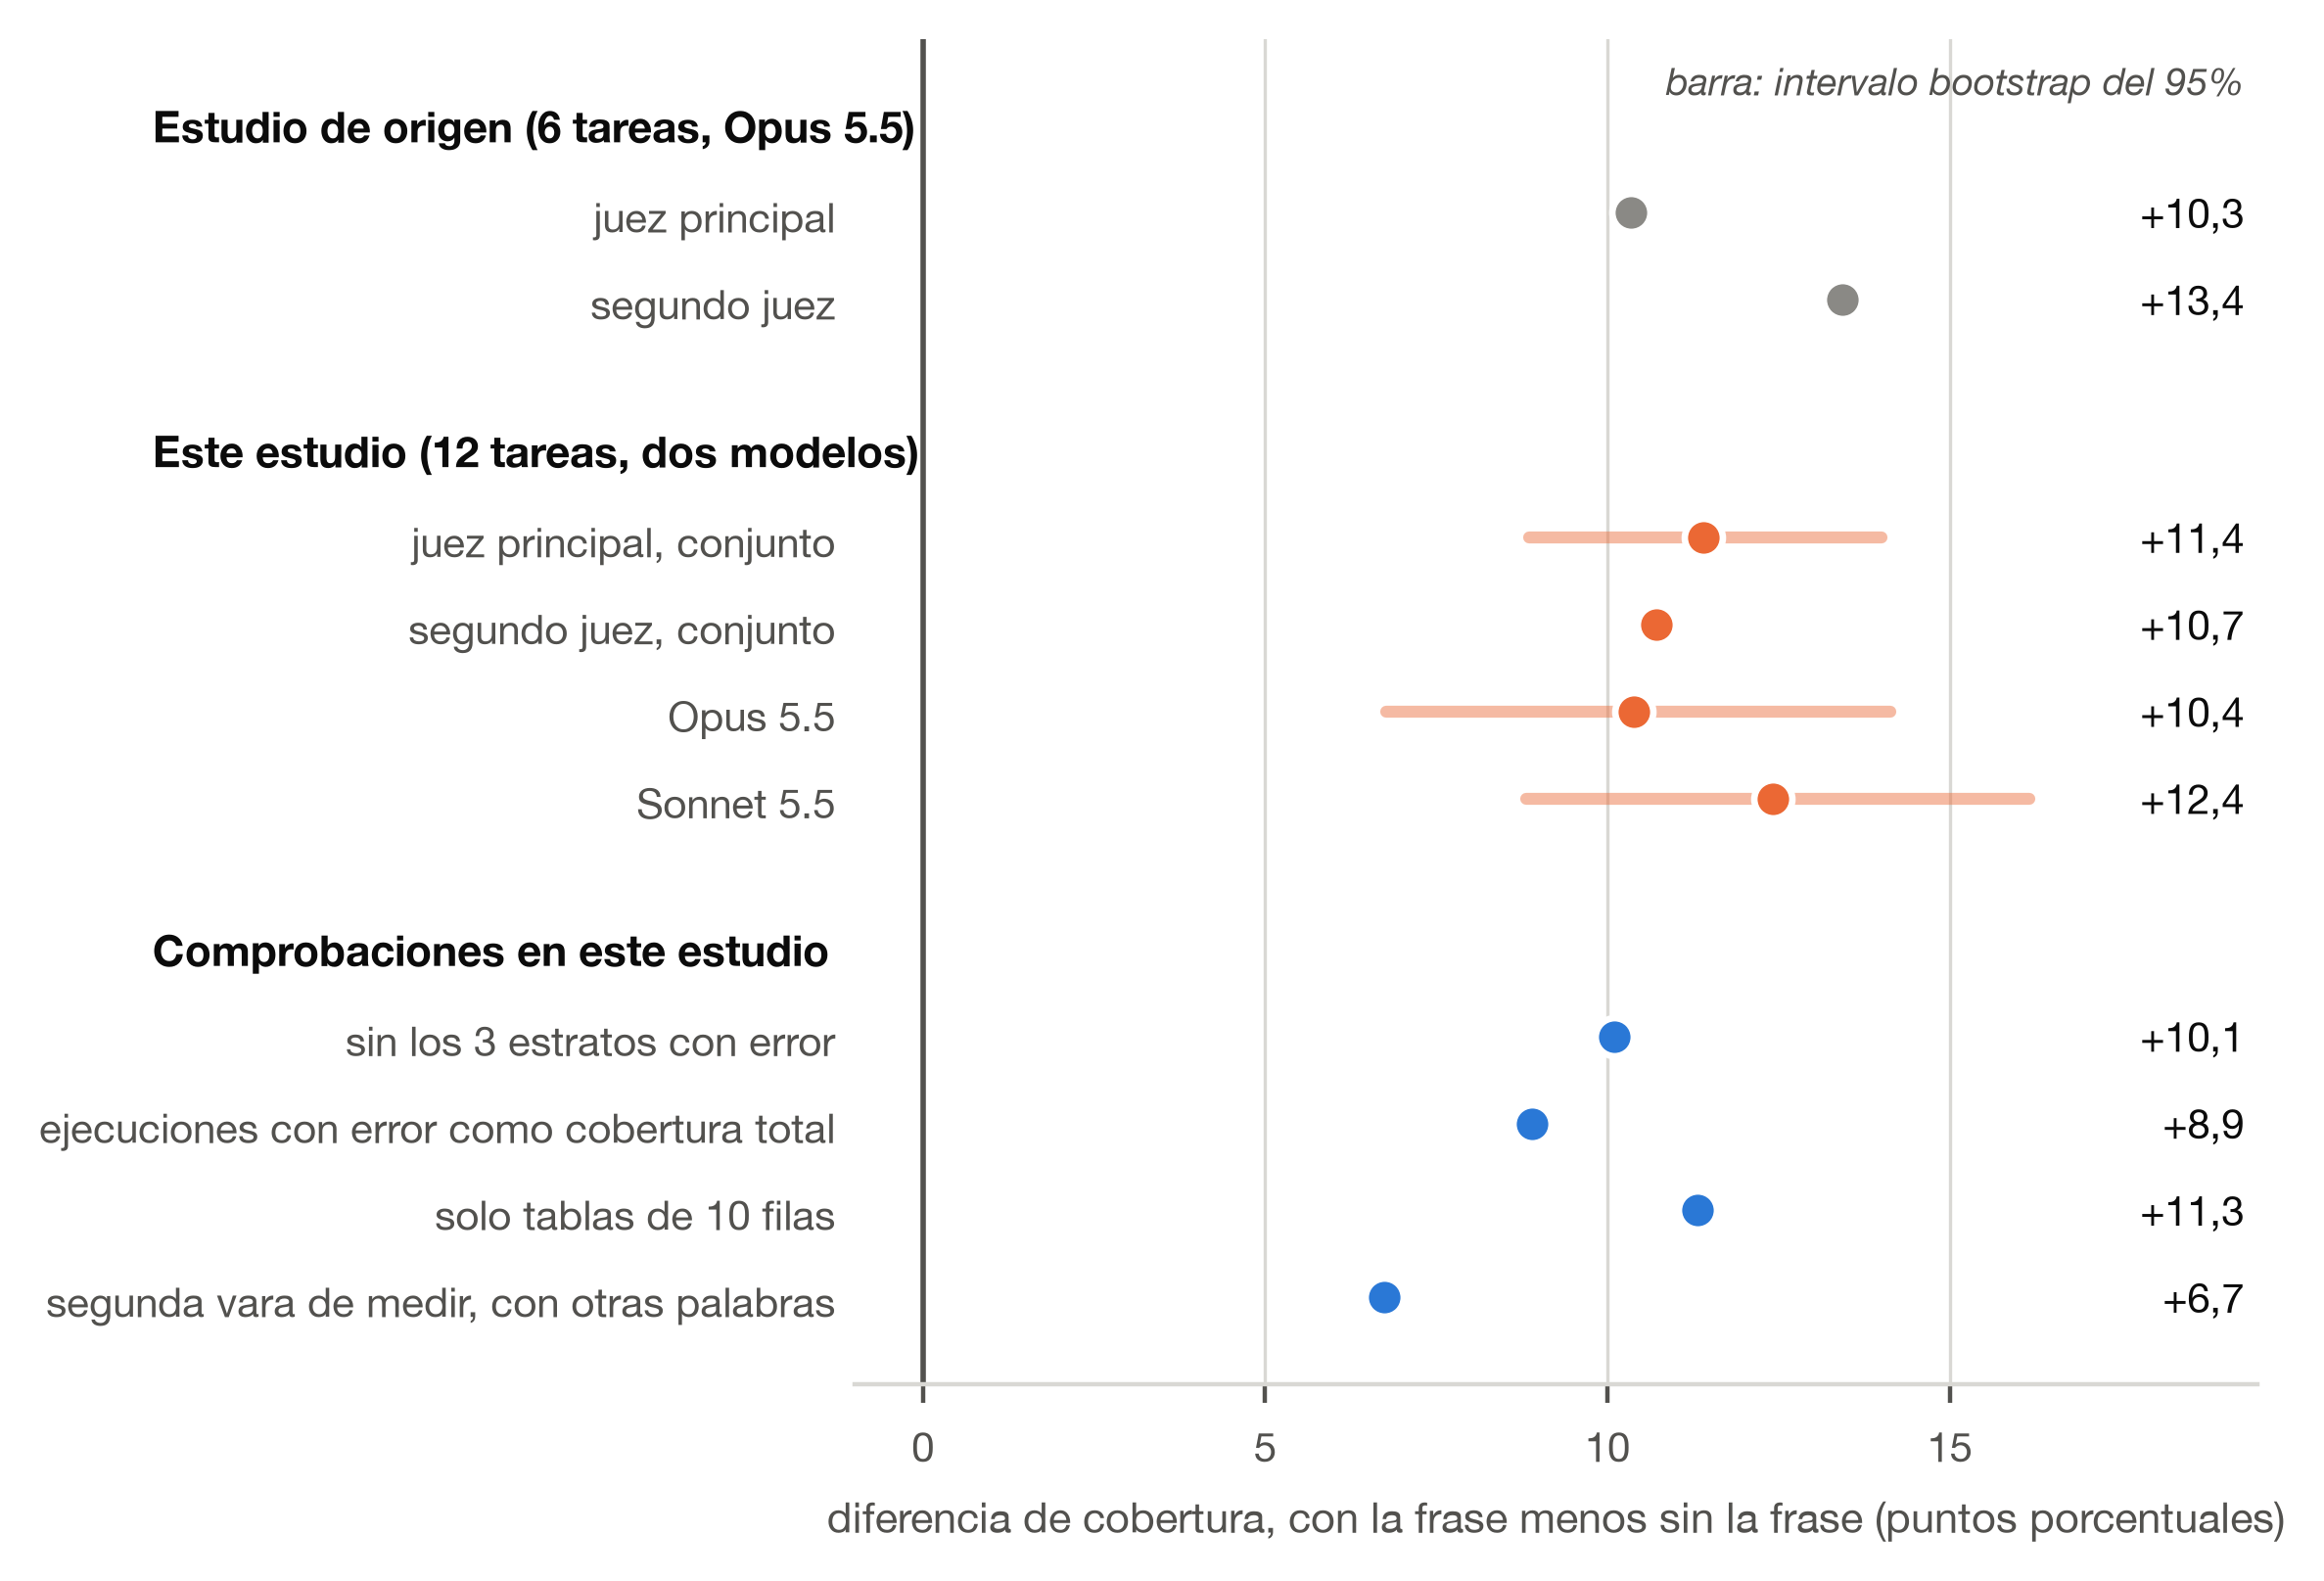 barra: intervalo bootstrap del 95%
Estudio de origen (6 tareas, Opus 5.5)
juez principal +10,3
segundo juez +13,4
Este estudio (12 tareas, dos modelos)
juez principal, conjunto +11,4
segundo juez, conjunto +10,7
Opus 5.5 +10,4
Sonnet 5.5 +12,4
Comprobaciones en este estudio
sin los 3 estratos con error +10,1
ejecuciones con error como cobertura total +8,9
solo tablas de 10 filas +11,3
segunda vara de medir, con otras palabras +6,7
0 5 10 15
diferencia de cobertura, con la frase menos sin la frase (puntos porcentuales)